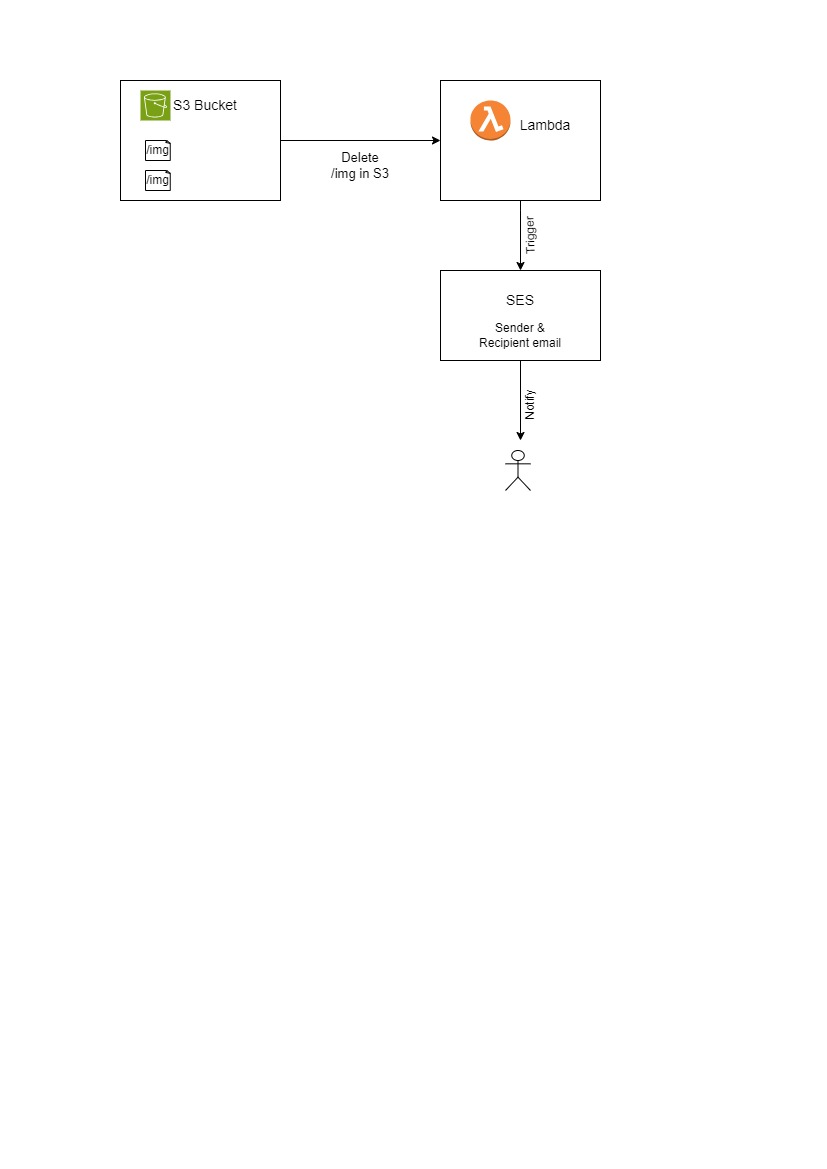 S3 Bucket
/img
/img
Delete
/img in S3
Lambda
Trigger
SES
Sender &
Recipient email
Notify